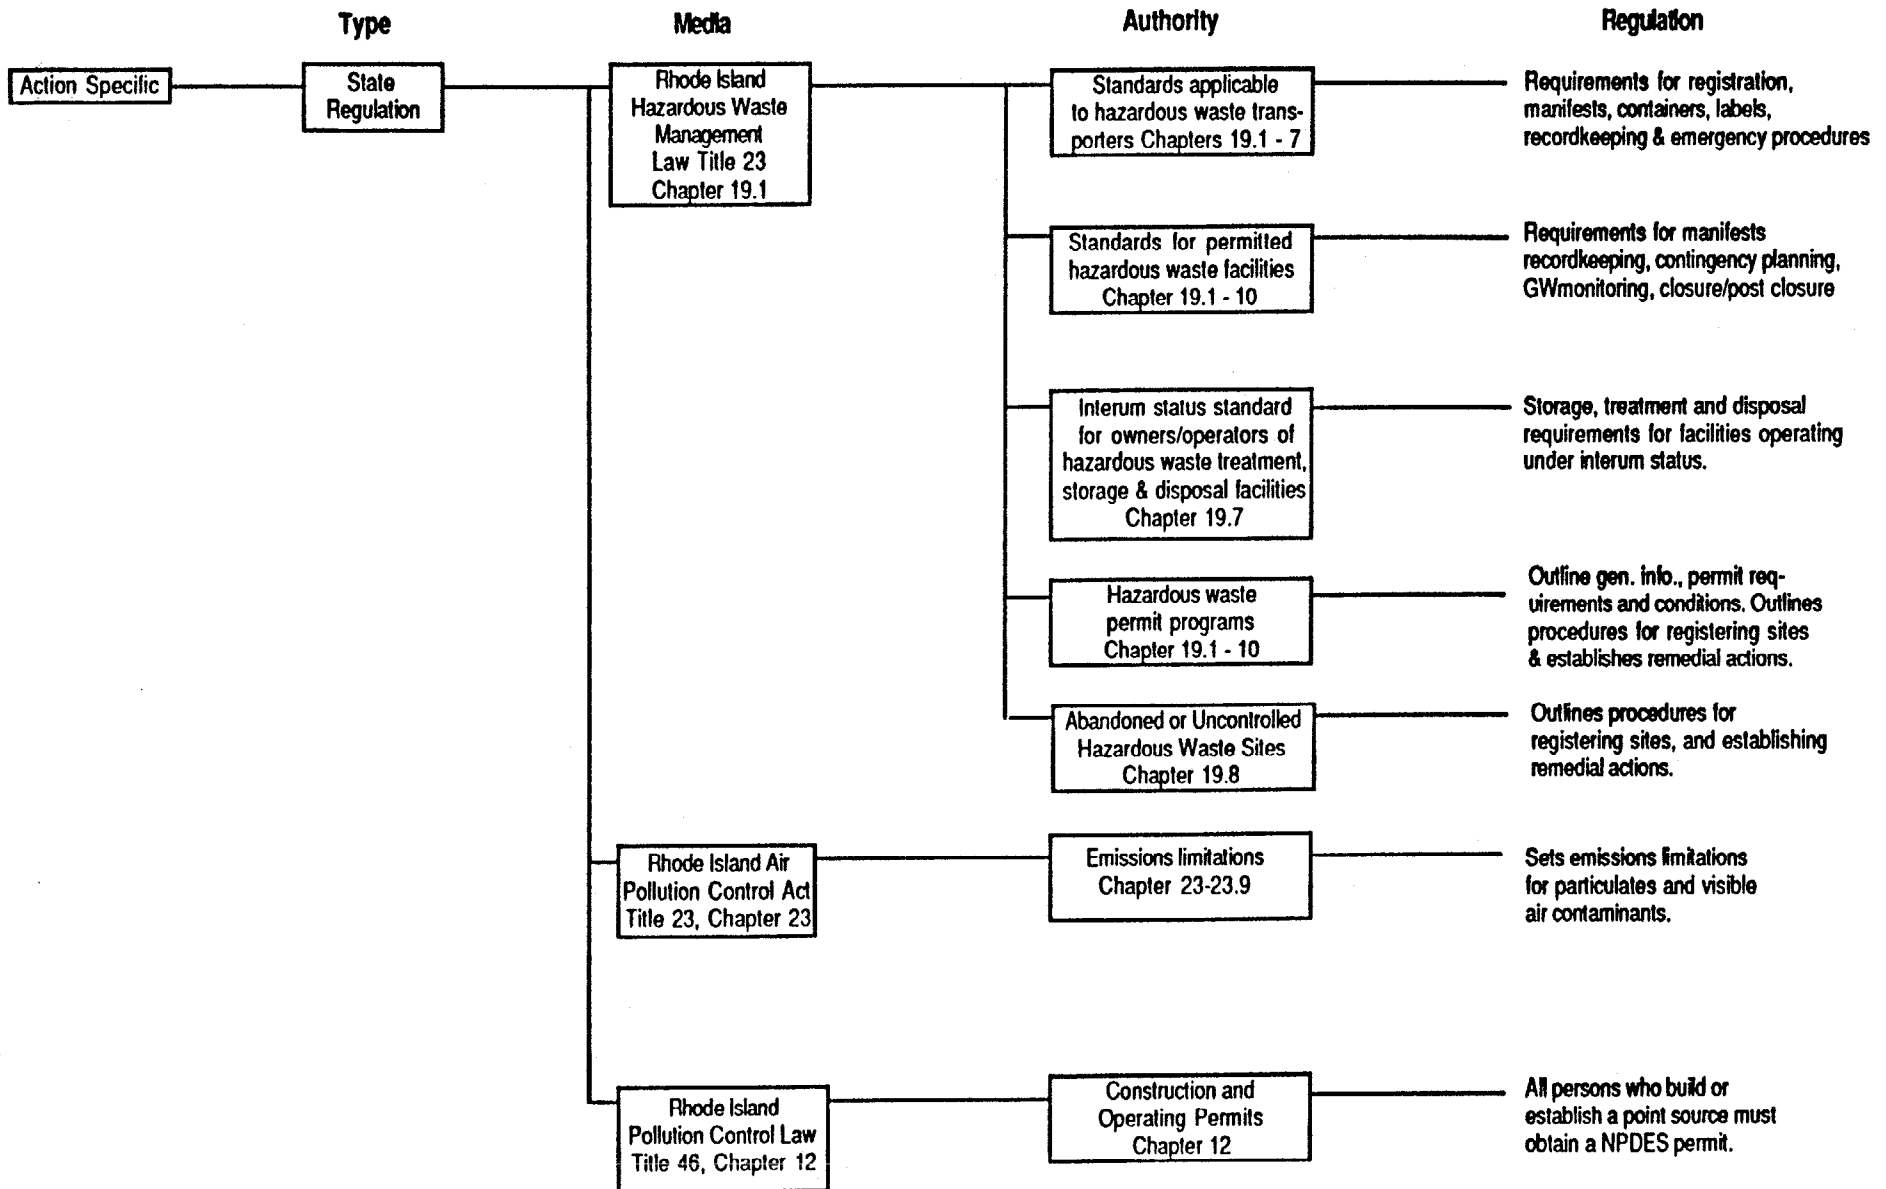 Type
Media
Authority
Regulation
Action Specific
State
Regulation
Rhode Island
Hazardous Waste
Management
Law Title 23
Chapter 19.1
Standards applicable
to hazardous waste trans-
porters Chapters 19.1 - 7
Requirements for registration,
manifests, containers, labels,
recordkeeping & emergency procedures
Standards for permitted
hazardous waste facilities
Chapter 19.1 - 10
Requirements for manifests
recordkeeping, contingency planning,
GWmonitoring, closure/post closure
Interum status standard
for owners/operators of
hazardous waste treatment,
storage & disposal facilities
Chapter 19.7
Storage, treatment and disposal
requirements for facilities operating
under interum status.
Hazardous waste
permit programs
Chapter 19.1 - 10
Outline gen. info., permit req-
uirements and conditions. Outlines
procedures for registering sites
& establishes remedial actions.
Abandoned or Uncontrolled
Hazardous Waste Sites
Chapter 19.8
Outlines procedures for
registering sites, and establishing
remedial actions.
Rhode Island Air
Pollution Control Act
Title 23, Chapter 23
Emissions limitations
Chapter 23-23.9
Sets emissions limitations
for particulates and visible
air contaminants.
Rhode Island
Pollution Control Law
Title 46, Chapter 12
Construction and
Operating Permits
Chapter 12
All persons who build or
establish a point source must
obtain a NPDES permit.